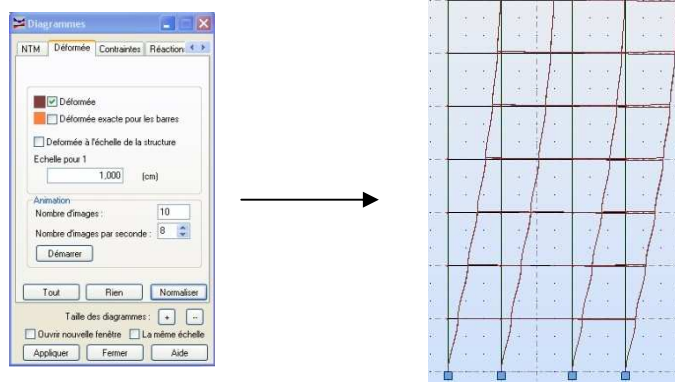 Diagrammes
NTM Déformée Contraintes Réaction
Déformée
Déformée exacte pour les barres
Deformée à l'échelle de la structure
Echelle pour 1
1,000 (cm)
Animation
Nombre d'images : 10
Nombre d'images par seconde : 8
Démarrer
Tout Rien Normaliser
Taille des diagrammes : + -
Ouvrir nouvelle fenêtre La même échelle
Appliquer Fermer Aide